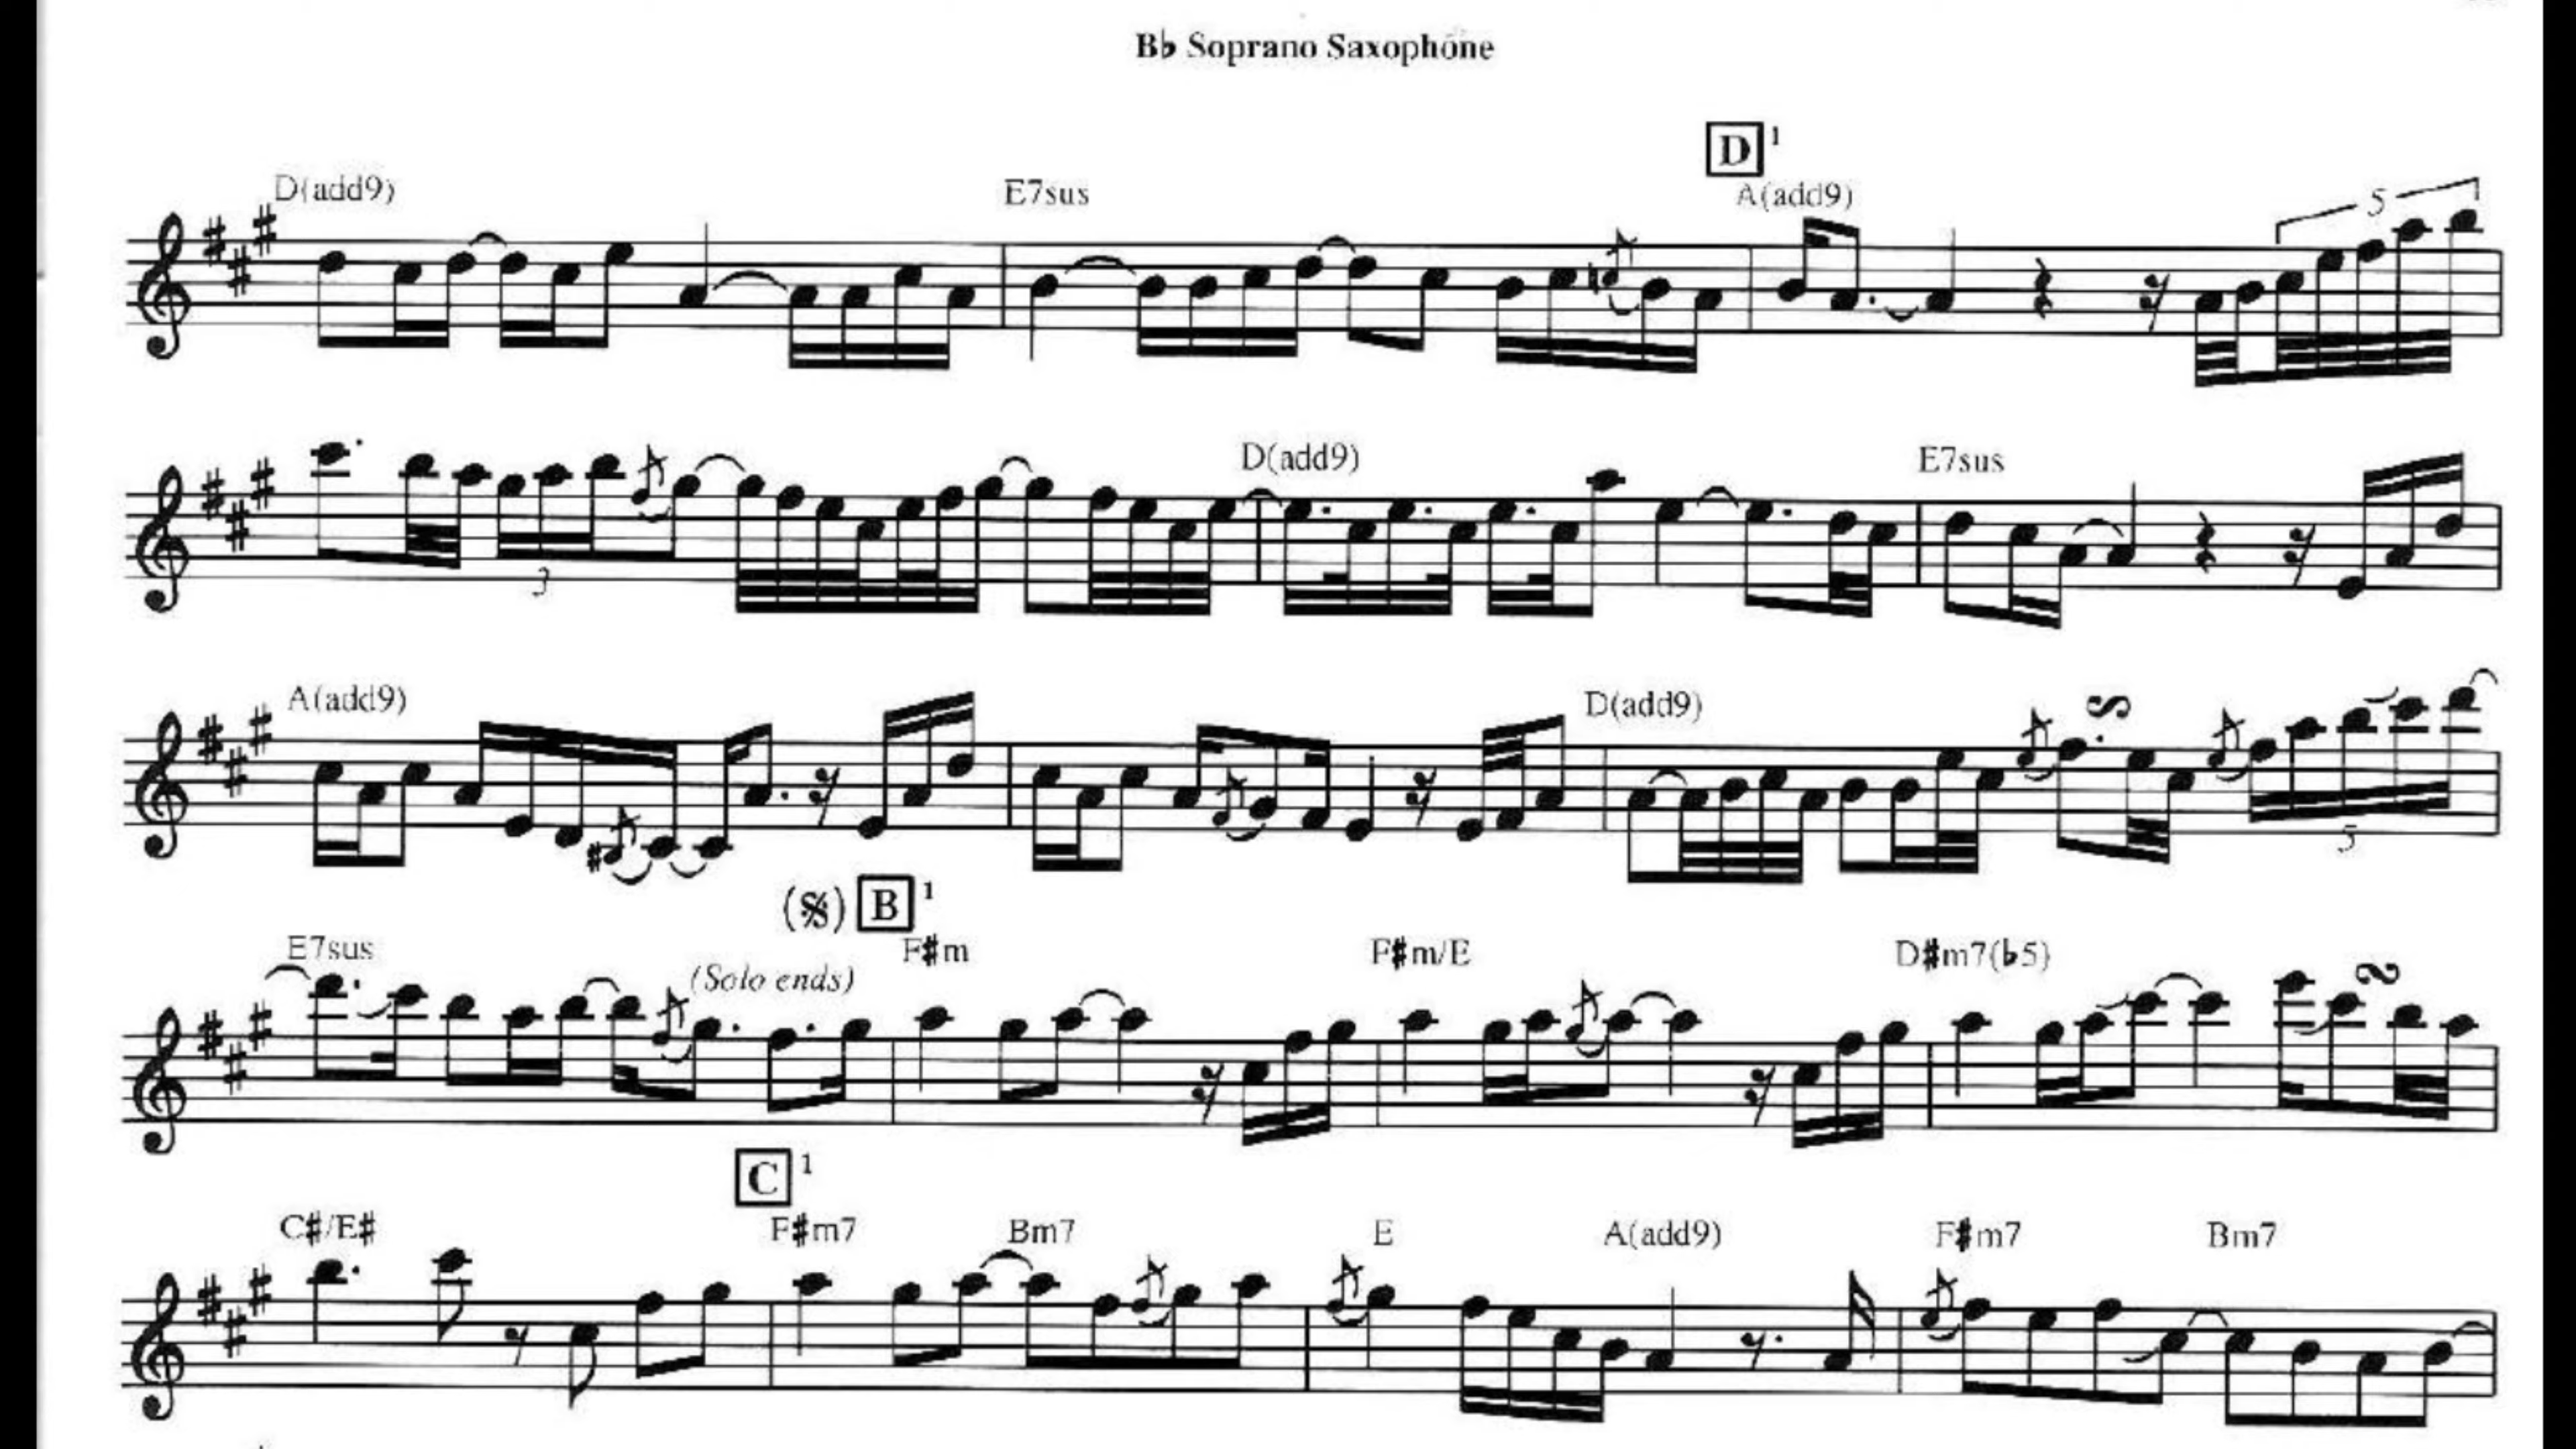 B♭ Soprano Saxophone
D 1
D(add9) E7sus A(add9) 5
D(add9) E7sus
3
A(add9) D(add9)
5
B 1
E7sus (Solo ends) F#m F#m/E D#m7(♭5)
C 1
C#/E# F#m7 Bm7 E A(add9) F#m7 Bm7